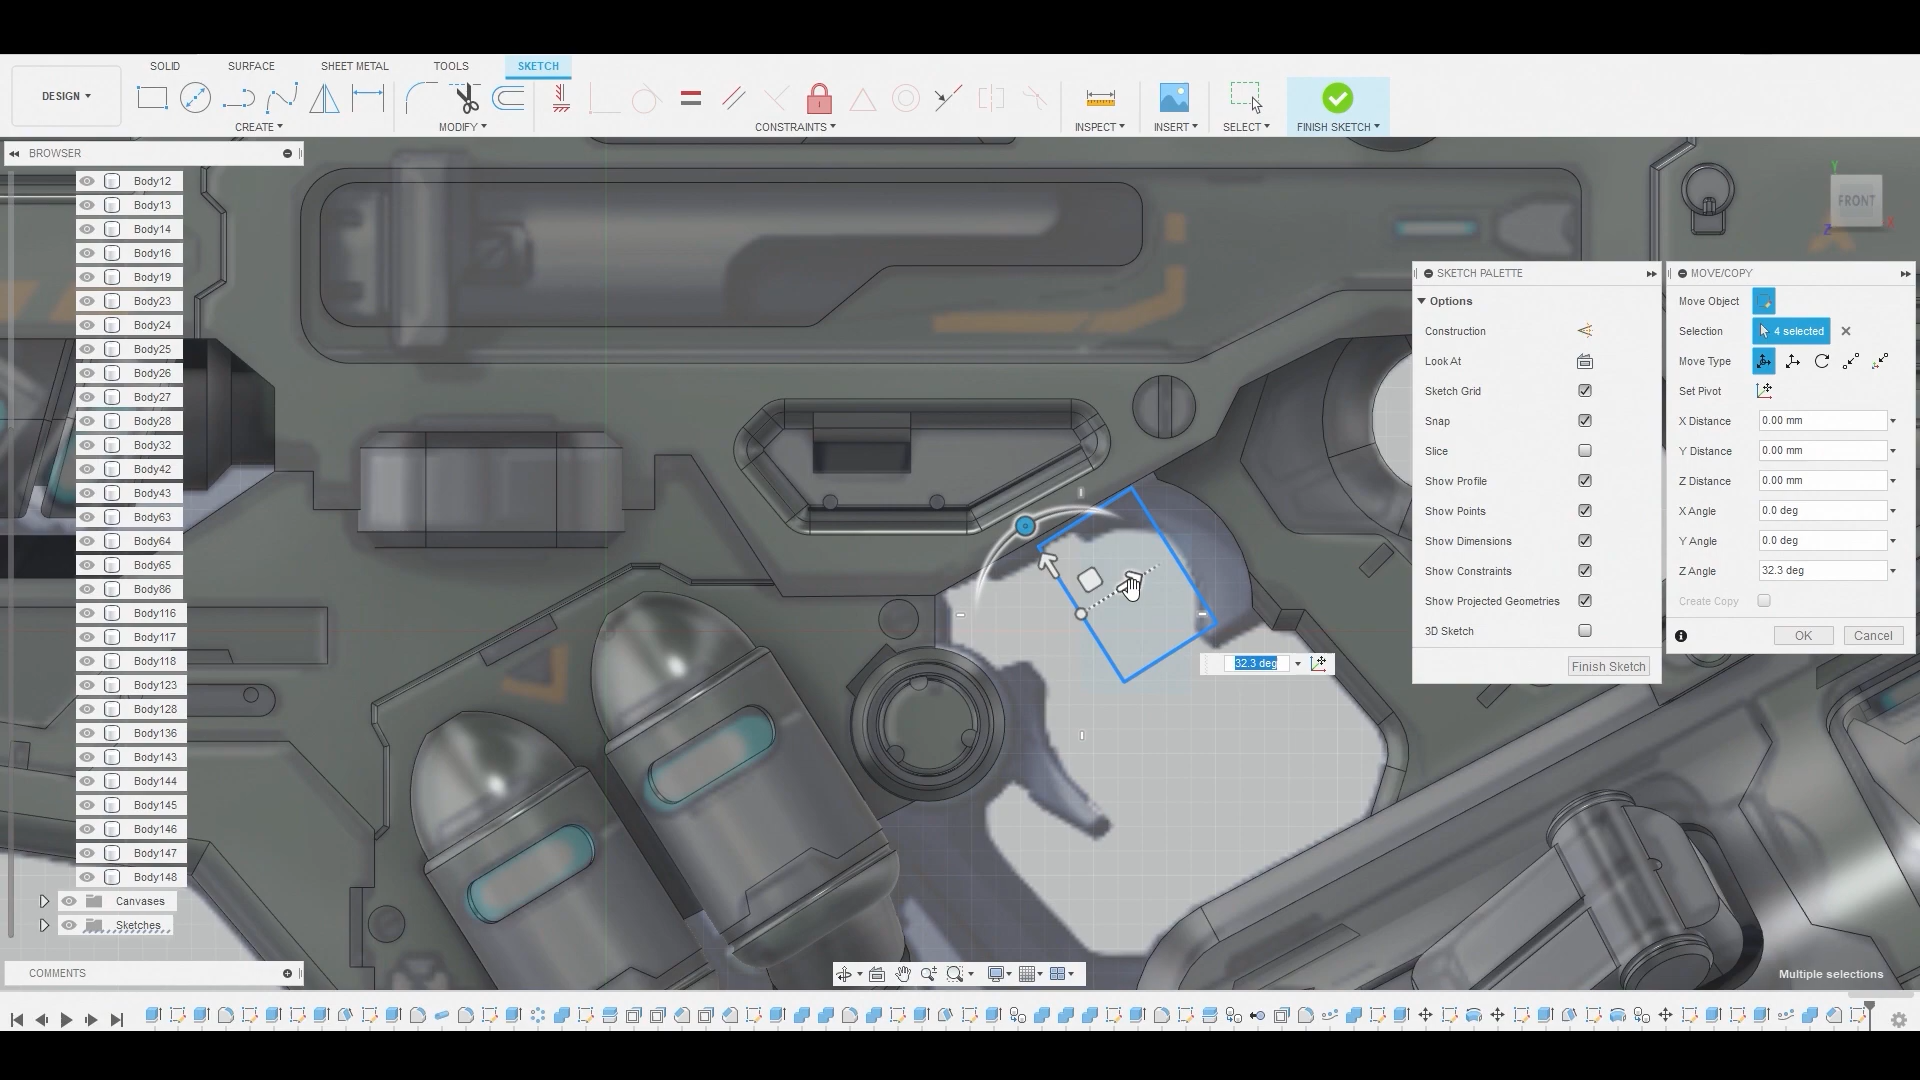 SOLID
SURFACE
SHEET METAL
TOOLS
SKETCH
DESIGN
CREATE
MODIFY
CONSTRAINTS
INSPECT
INSERT
SELECT
FINISH SKETCH
BROWSER
Body12
Body13
Body14
Body16
Body19
Body23
Body24
Body25
Body26
Body27
Body28
Body32
Body42
Body43
Body63
Body64
Body65
Body86
Body116
Body117
Body118
Body123
Body128
Body136
Body143
Body144
Body145
Body146
Body147
Body148
Canvases
Sketches
COMMENTS
Y
FRONT
X
Z
SKETCH PALETTE
Options
Construction
Look At
Sketch Grid
Snap
Slice
Show Profile
Show Points
Show Dimensions
Show Constraints
Show Projected Geometries
3D Sketch
Finish Sketch
MOVE/COPY
Move Object
Selection 4 selected
Move Type
Set Pivot
X Distance 0.00 mm
Y Distance 0.00 mm
Z Distance 0.00 mm
X Angle 0.0 deg
Y Angle 0.0 deg
Z Angle 32.3 deg
Create Copy
OK Cancel
32.3 deg
Multiple selections